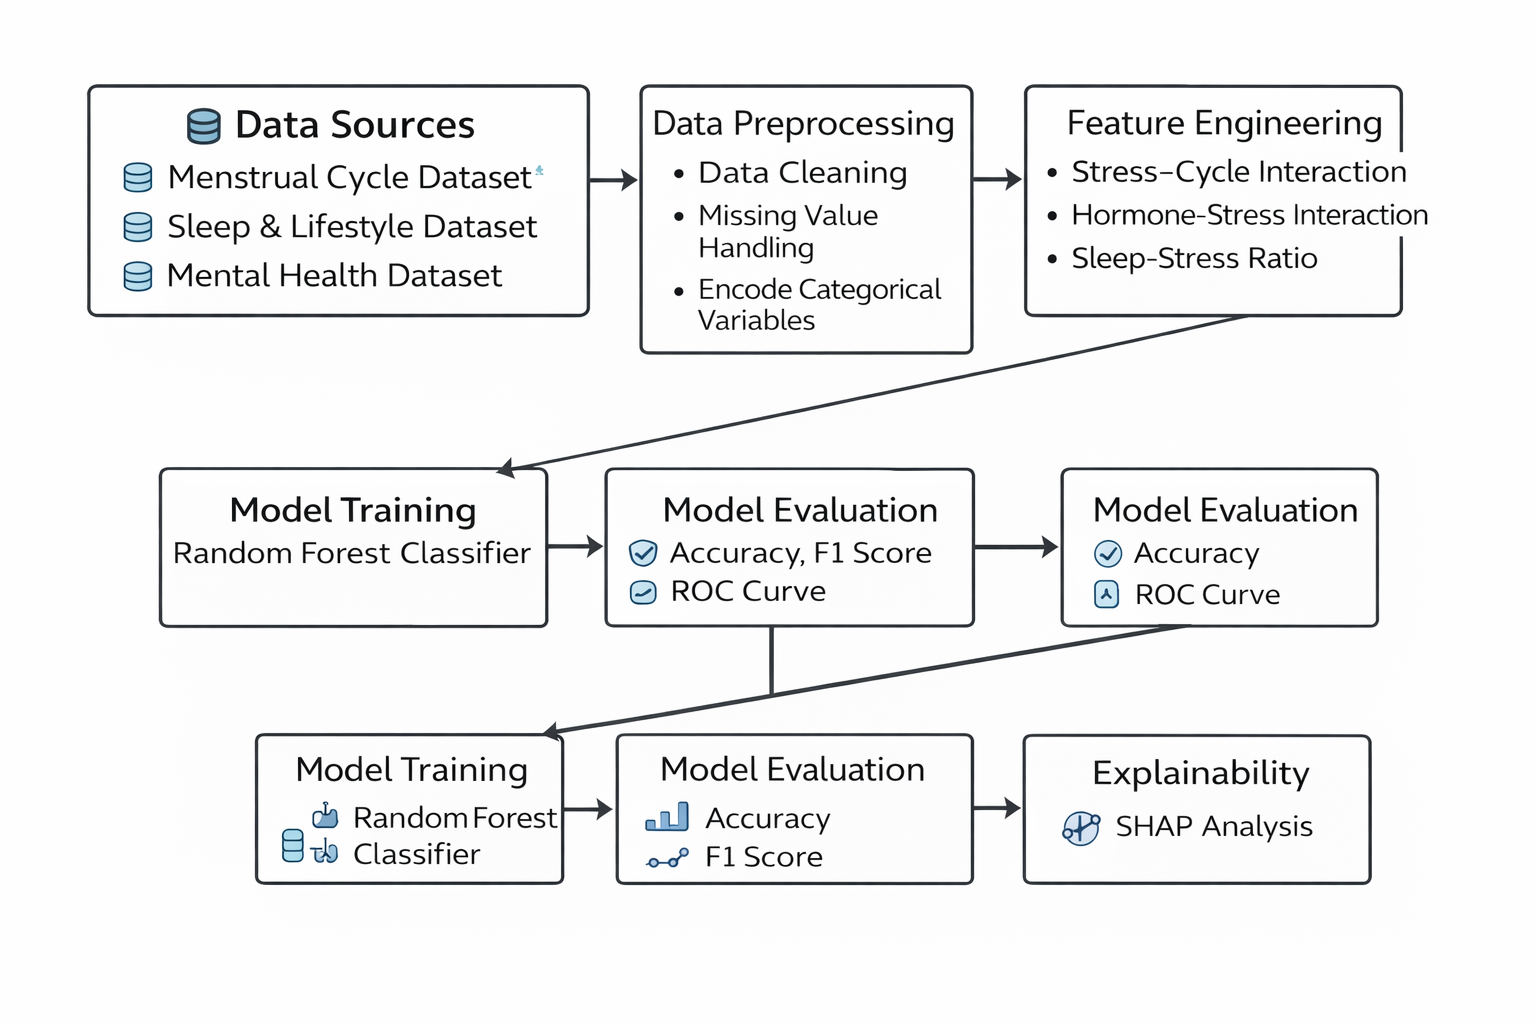 Data Sources
Menstrual Cycle Dataset
Sleep & Lifestyle Dataset
Mental Health Dataset
Data Preprocessing
• Data Cleaning
• Missing Value
Handling
• Encode Categorical
Variables
Feature Engineering
• Stress–Cycle Interaction
• Hormone-Stress Interaction
• Sleep-Stress Ratio
Model Training
Random Forest Classifier
Model Evaluation
Accuracy, F1 Score
ROC Curve
Model Evaluation
Accuracy
ROC Curve
Model Training
Random Forest
Classifier
Model Evaluation
Accuracy
F1 Score
Explainability
SHAP Analysis